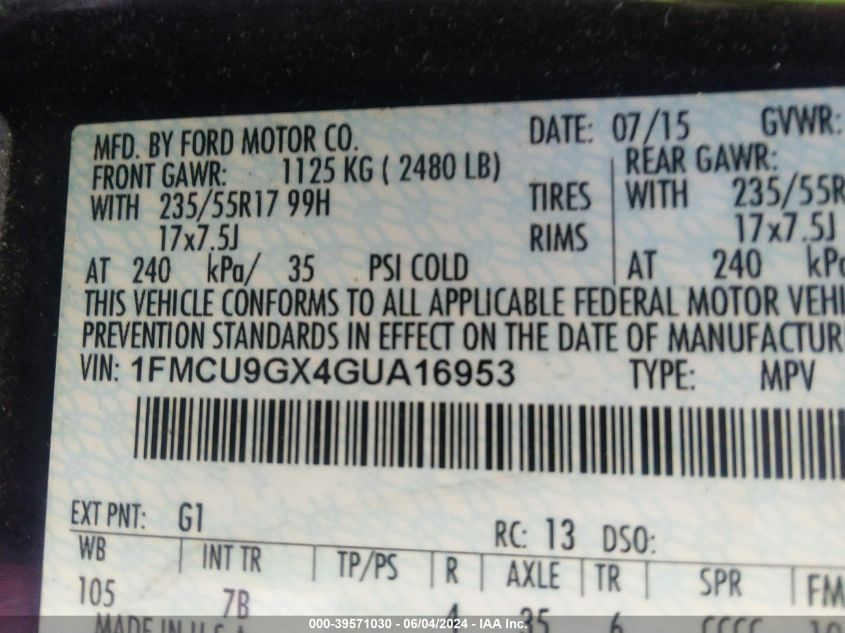 MFD. BY FORD MOTOR CO. DATE: 07/15 GVWR:
FRONT GAWR: 1125 KG ( 2480 LB) REAR GAWR:
WITH 235/55R17 99H TIRES WITH 235/55R
17x7.5J RIMS 17x7.5J
AT 240 kPa/ 35 PSI COLD AT 240
THIS VEHICLE CONFORMS TO ALL APPLICABLE FEDERAL MOTOR
PREVENTION STANDARDS IN EFFECT ON THE DATE OF
VIN: 1FMCU9GX4GUA16953 TYPE: MPV
EXT PNT: G1 RC: 13 DSO:
WB INT TR TP/PS R AXLE TR SPR
105 7B 4 35 6
MADE IN U.S.A.
000-39571030 - 06/04/2024 - IAA Inc.